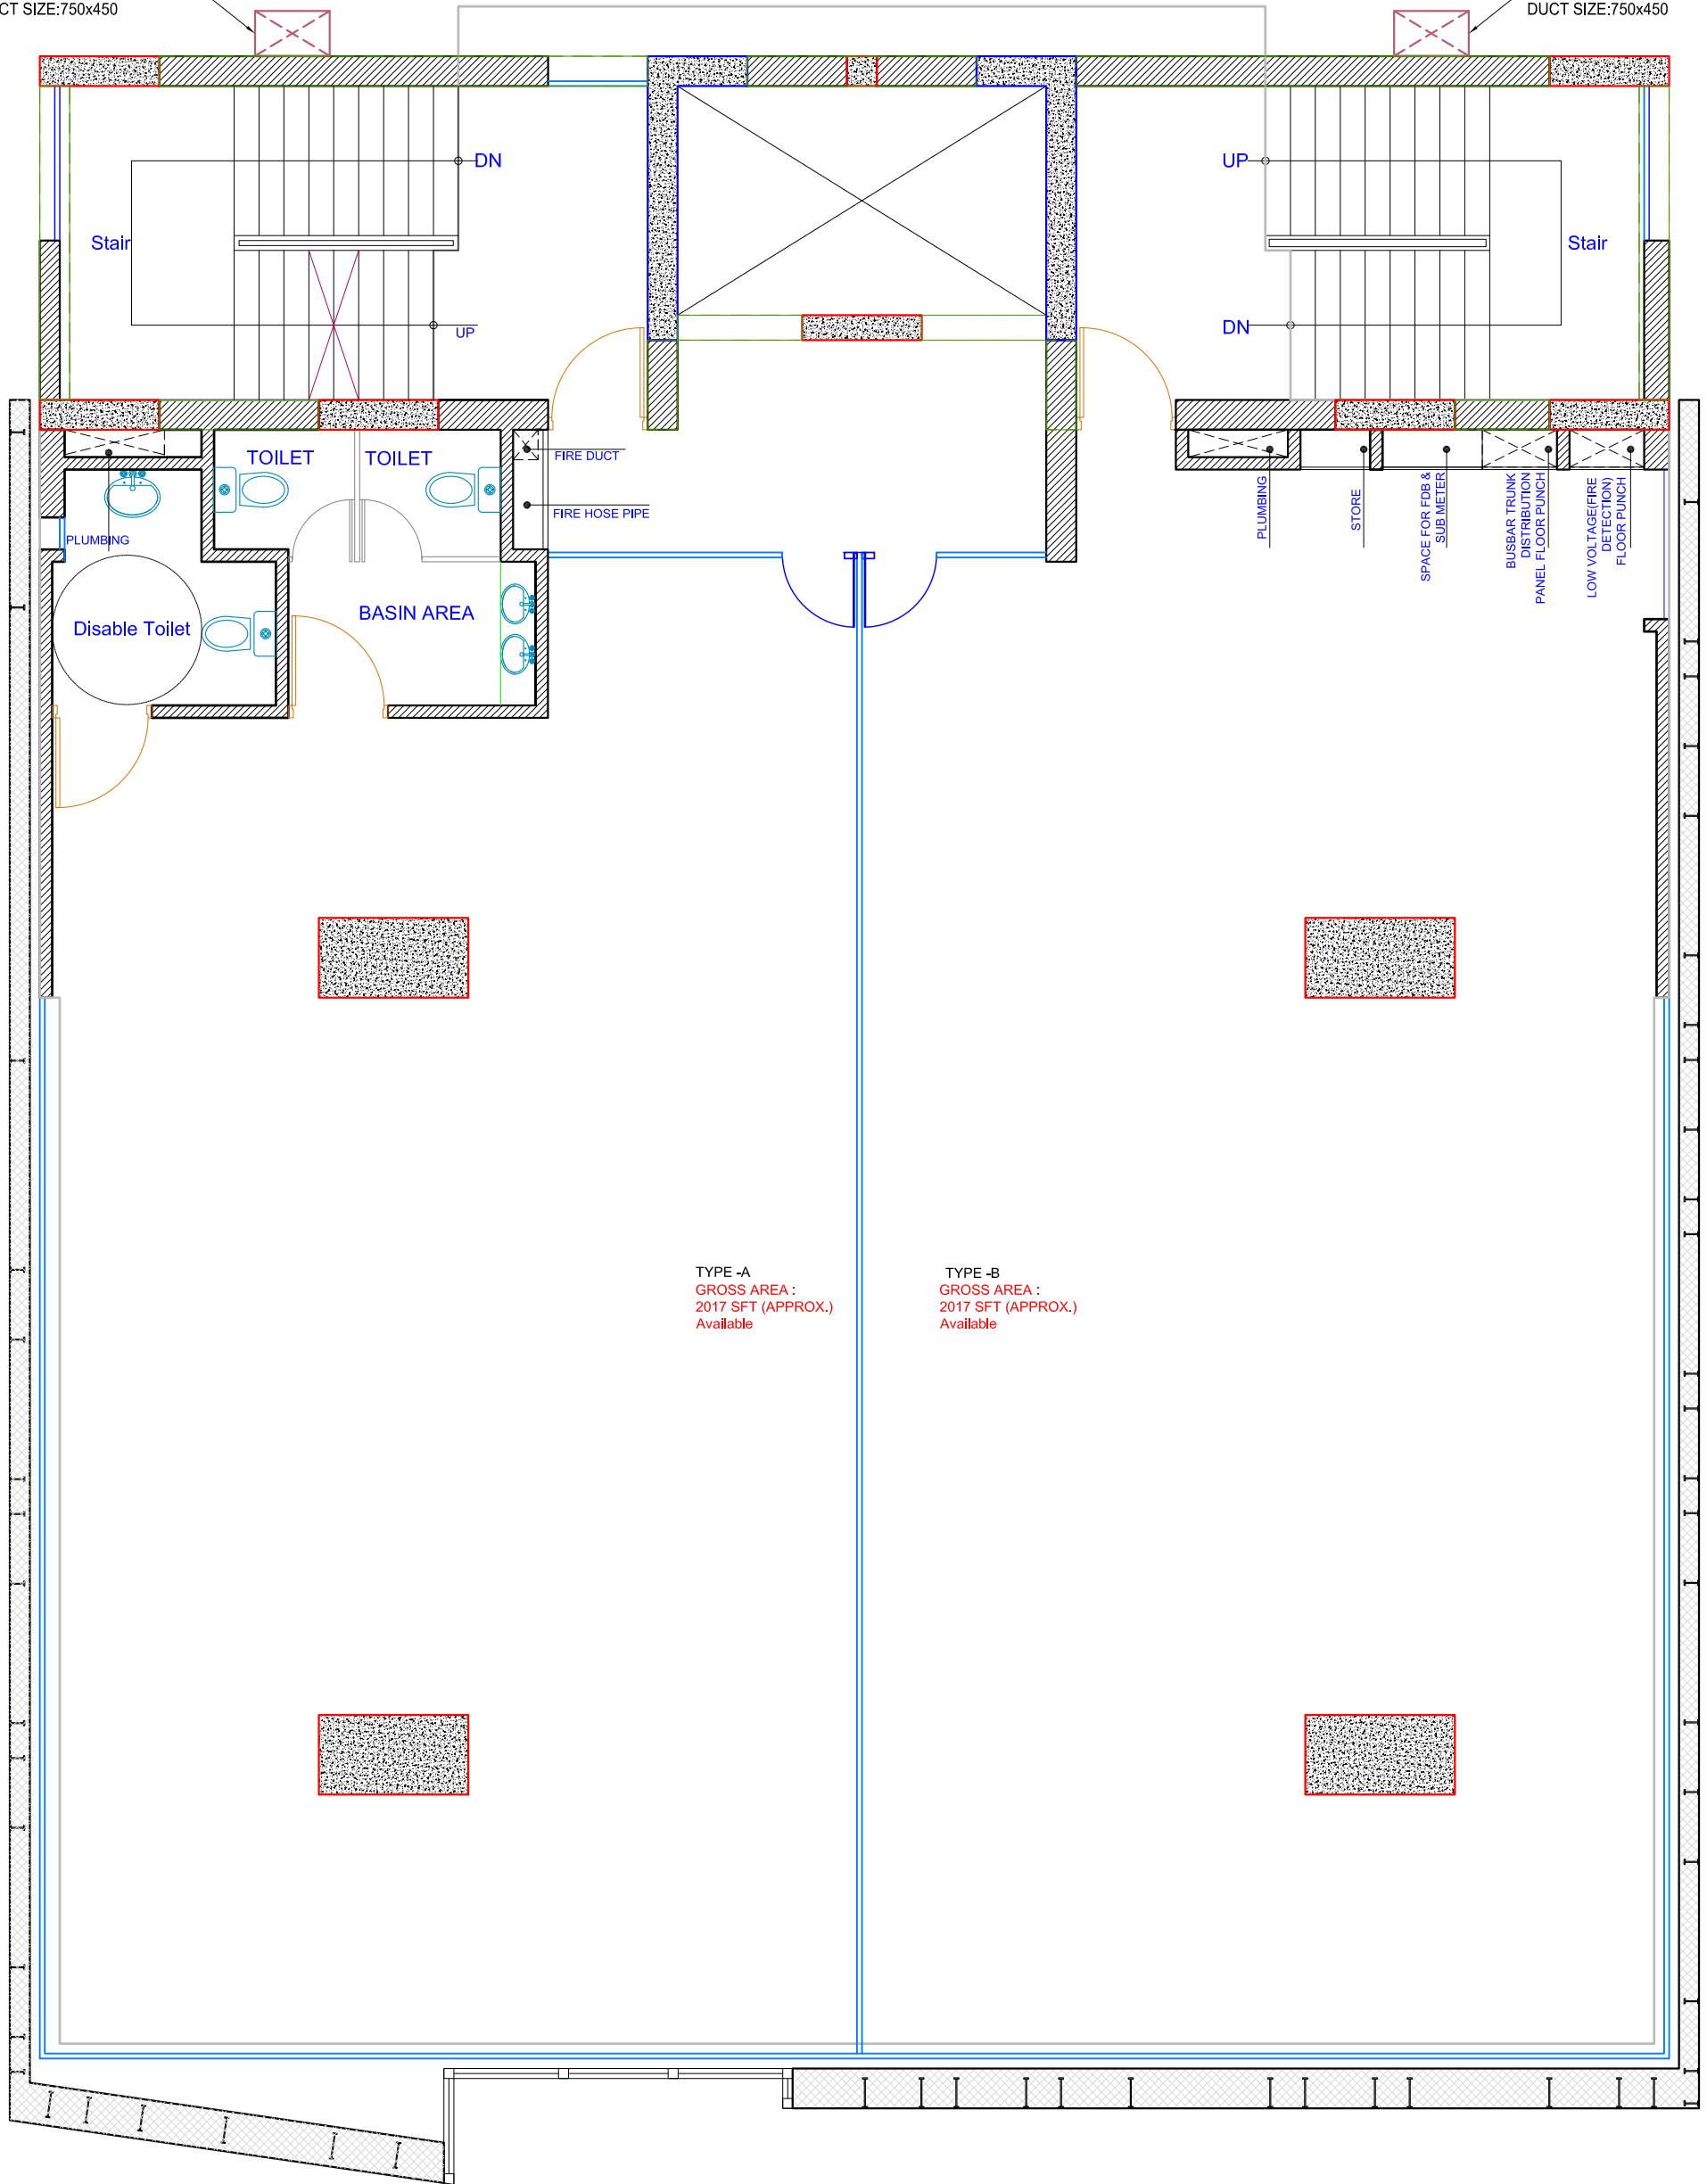 CT SIZE:750x450
DUCT SIZE:750x450
DN
UP
Stair
Stair
UP
DN
TOILET
TOILET
FIRE DUCT
FIRE HOSE PIPE
PLUMBING
Disable Toilet
BASIN AREA
PLUMBING
STORE
SPACE FOR FDB &
SUB METER
BUSBAR TRUNK
DISTRIBUTION
PANEL FLOOR PUNCH
LOW VOLTAGE(FIRE
DETECTION)
FLOOR PUNCH
TYPE -A
GROSS AREA :
2017 SFT (APPROX.)
Available
TYPE -B
GROSS AREA :
2017 SFT (APPROX.)
Available